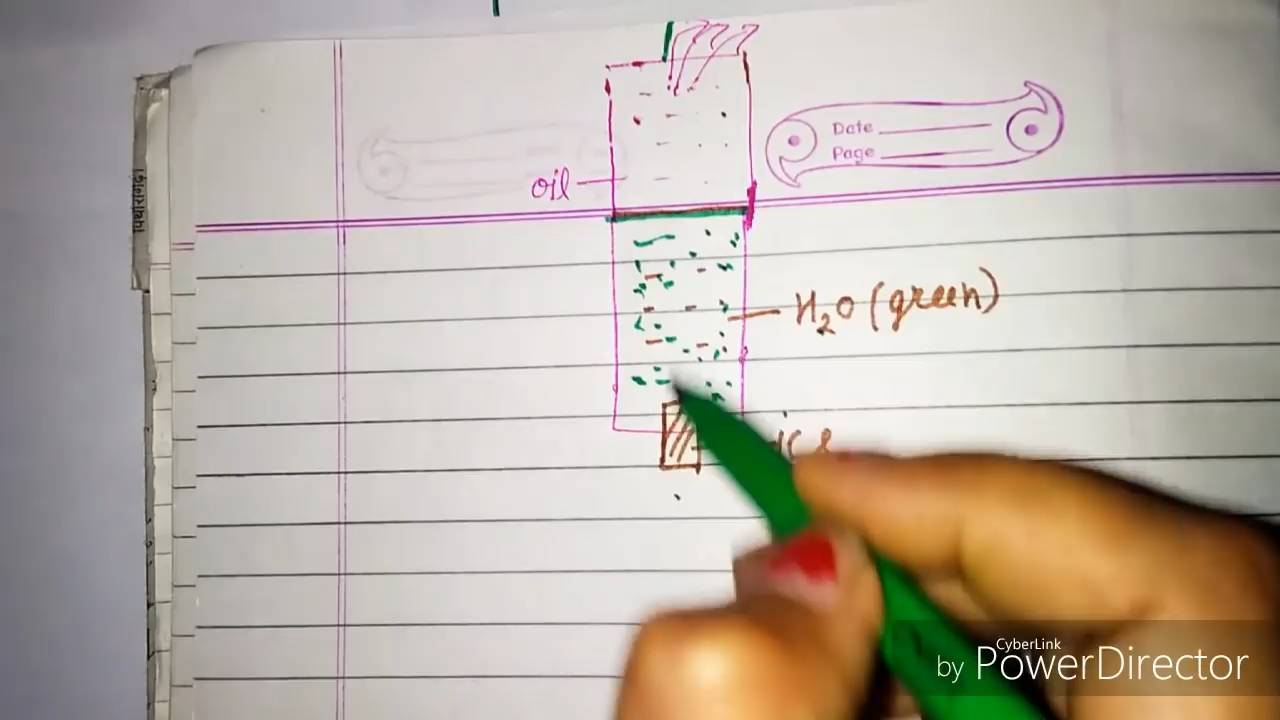 Date
Page
oil
H₂O (green)
CyberLink
by PowerDirector